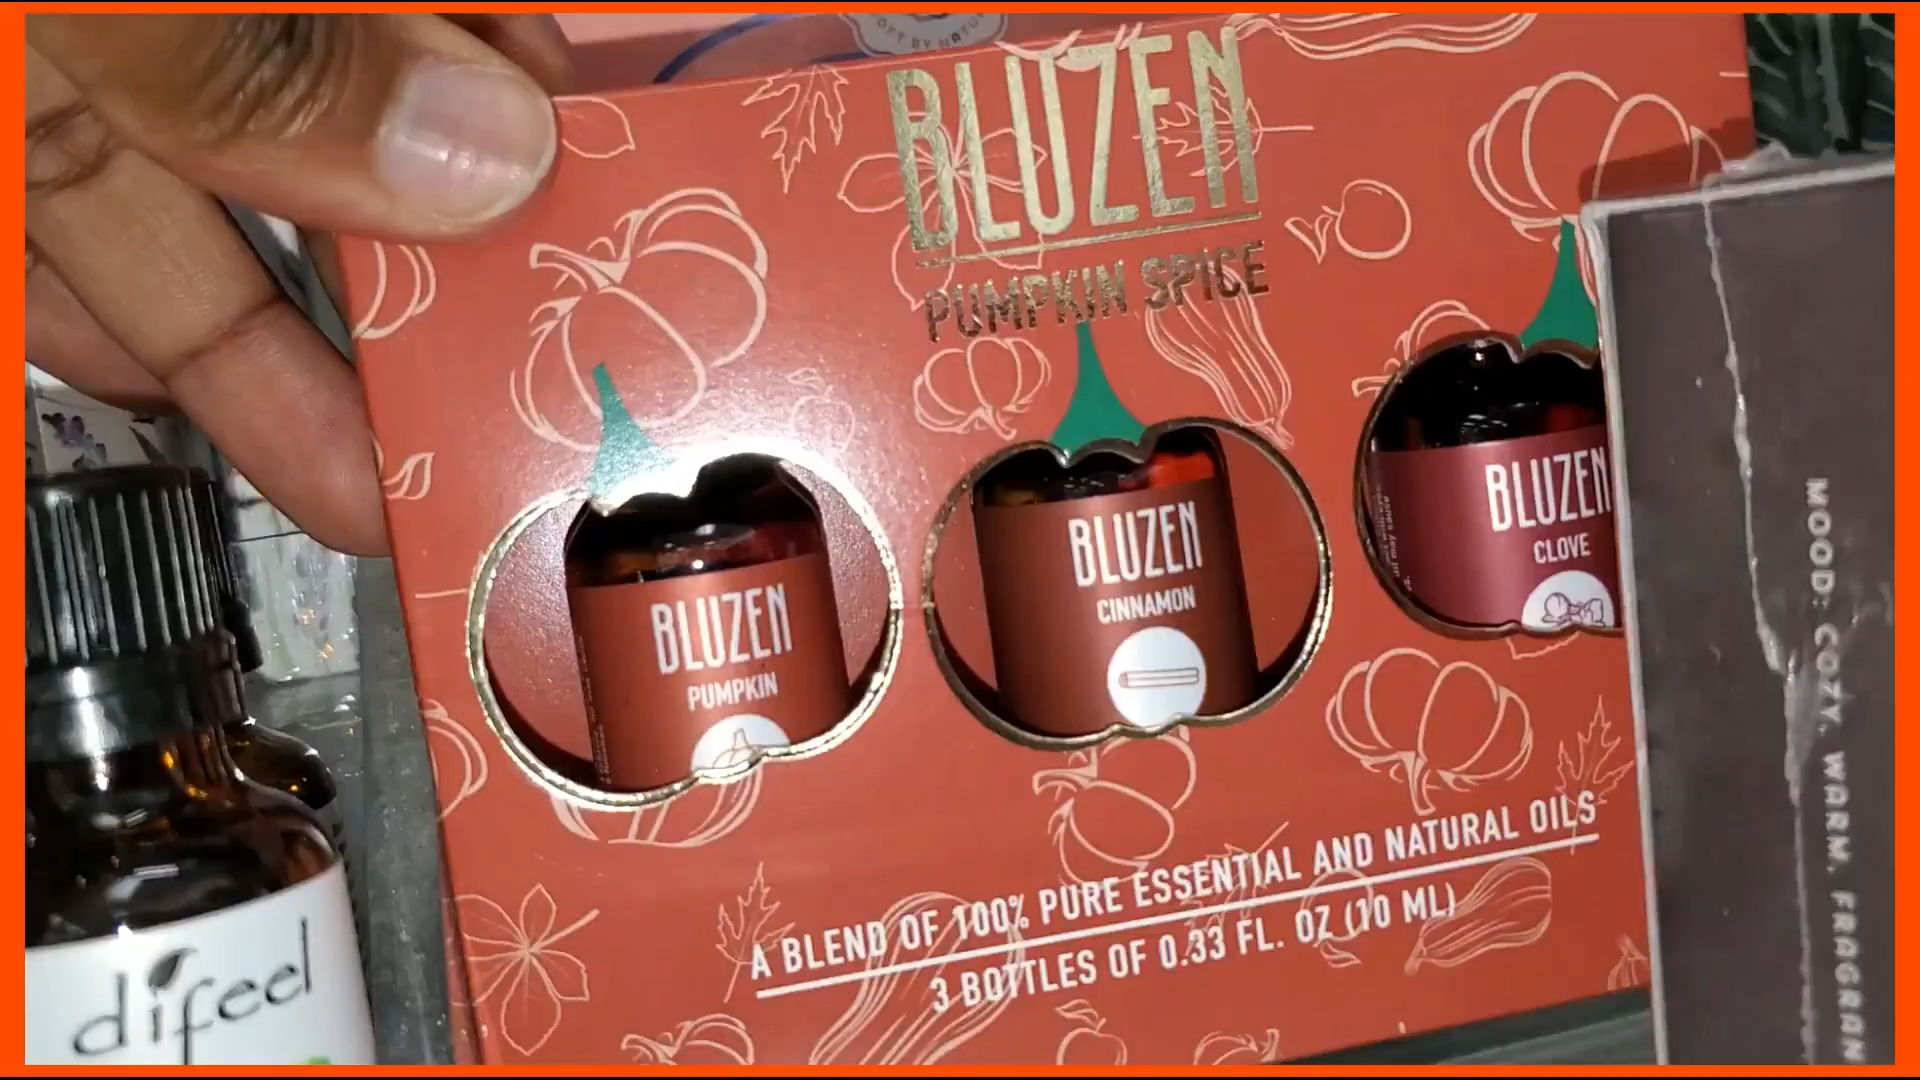 BLUZEN
PUMPKIN SPICE
BLUZEN
PUMPKIN
BLUZEN
CINNAMON
BLUZEN
CLOVE
A BLEND OF 100% PURE ESSENTIAL AND NATURAL OILS
3 BOTTLES OF 0.33 FL. OZ (10 ML)
difeel
MOOD: COZY, WARM, FRAGRAN